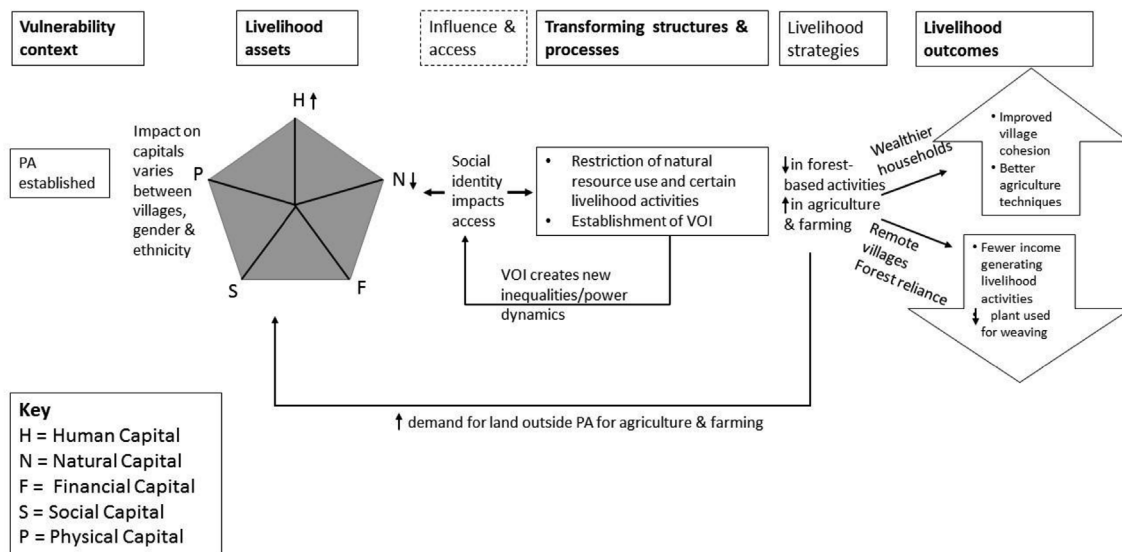 Vulnerability
context
Livelihood
assets
Influence &
access
Transforming structures &
processes
Livelihood
strategies
Livelihood
outcomes
PA
established
Impact on
capitals
varies
between
villages,
gender &
ethnicity
H ↑
P
N ↓
S
F
Social
identity
impacts
access
• Restriction of natural
resource use and certain
livelihood activities
• Establishment of VOI
VOI creates new
inequalities/power
dynamics
↓ in forest-
based activities
↑ in agriculture
& farming
Wealthier
households
Remote
villages
Forest reliance
• Improved
village
cohesion
• Better
agriculture
techniques
• Fewer income
generating
livelihood
activities
↓ plant used
for weaving
↑ demand for land outside PA for agriculture & farming
Key
H = Human Capital
N = Natural Capital
F = Financial Capital
S = Social Capital
P = Physical Capital